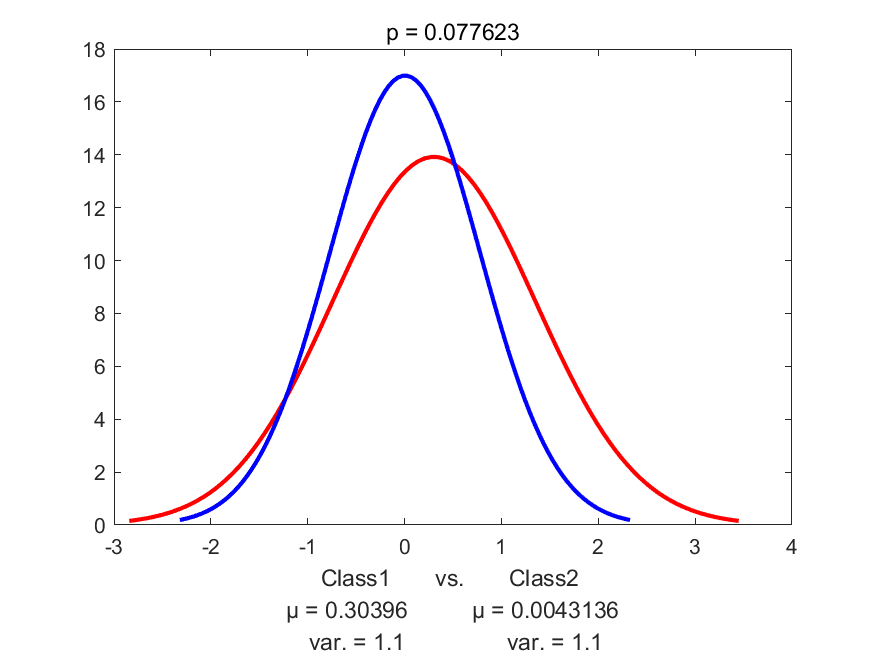 p = 0.077623
18
16
14
12
10
8
6
4
2
0
-3 -2 -1 0 1 2 3 4
Class1 vs. Class2
μ = 0.30396 μ = 0.0043136
var. = 1.1 var. = 1.1